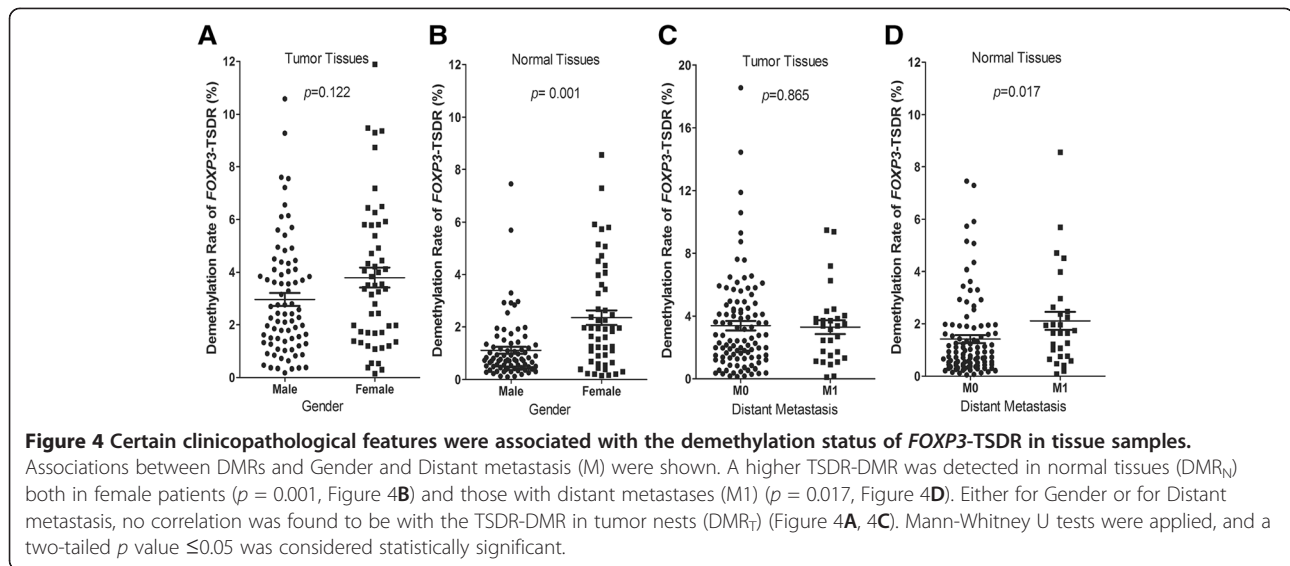 A
Tumor Tissues
p=0.122
Demethylation Rate of FOXP3-TSDR (%)
12
10
8
6
4
2
0
Male
Female
Gender
B
Normal Tissues
p= 0.001
Demethylation Rate of FOXP3-TSDR (%)
12
10
8
6
4
2
0
Male
Female
Gender
C
Tumor Tissues
p=0.865
Demethylation Rate of FOXP3-TSDR (%)
20
16
12
8
4
0
M0
M1
Distant Metastasis
D
Normal Tissues
p=0.017
Demethylation Rate of FOXP3-TSDR (%)
12
10
8
6
4
2
0
M0
M1
Distant Metastasis
Figure 4 Certain clinicopathological features were associated with the demethylation status of FOXP3-TSDR in tissue samples.
Associations between DMRs and Gender and Distant metastasis (M) were shown. A higher TSDR-DMR was detected in normal tissues (DMRN)
both in female patients (p = 0.001, Figure 4B) and those with distant metastases (M1) (p = 0.017, Figure 4D). Either for Gender or for Distant
metastasis, no correlation was found to be with the TSDR-DMR in tumor nests (DMRT) (Figure 4A, 4C). Mann-Whitney U tests were applied, and a
two-tailed p value ≤0.05 was considered statistically significant.